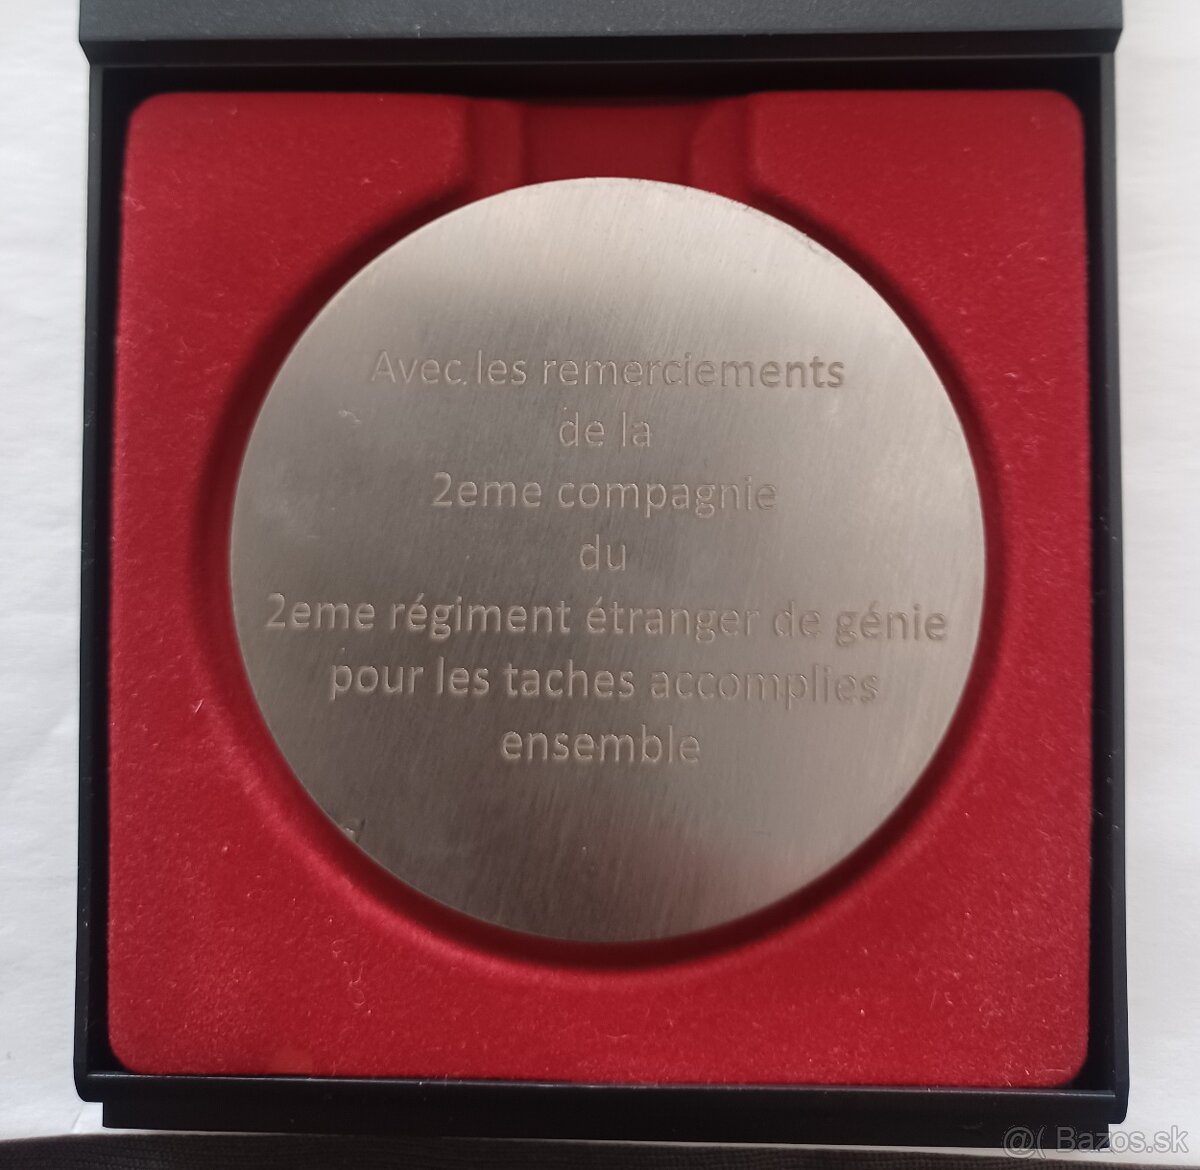 Avec les remerciements
de la
2eme compagnie
du
2eme régiment étranger de génie
pour les taches accomplies
ensemble
@( Bazos.sk